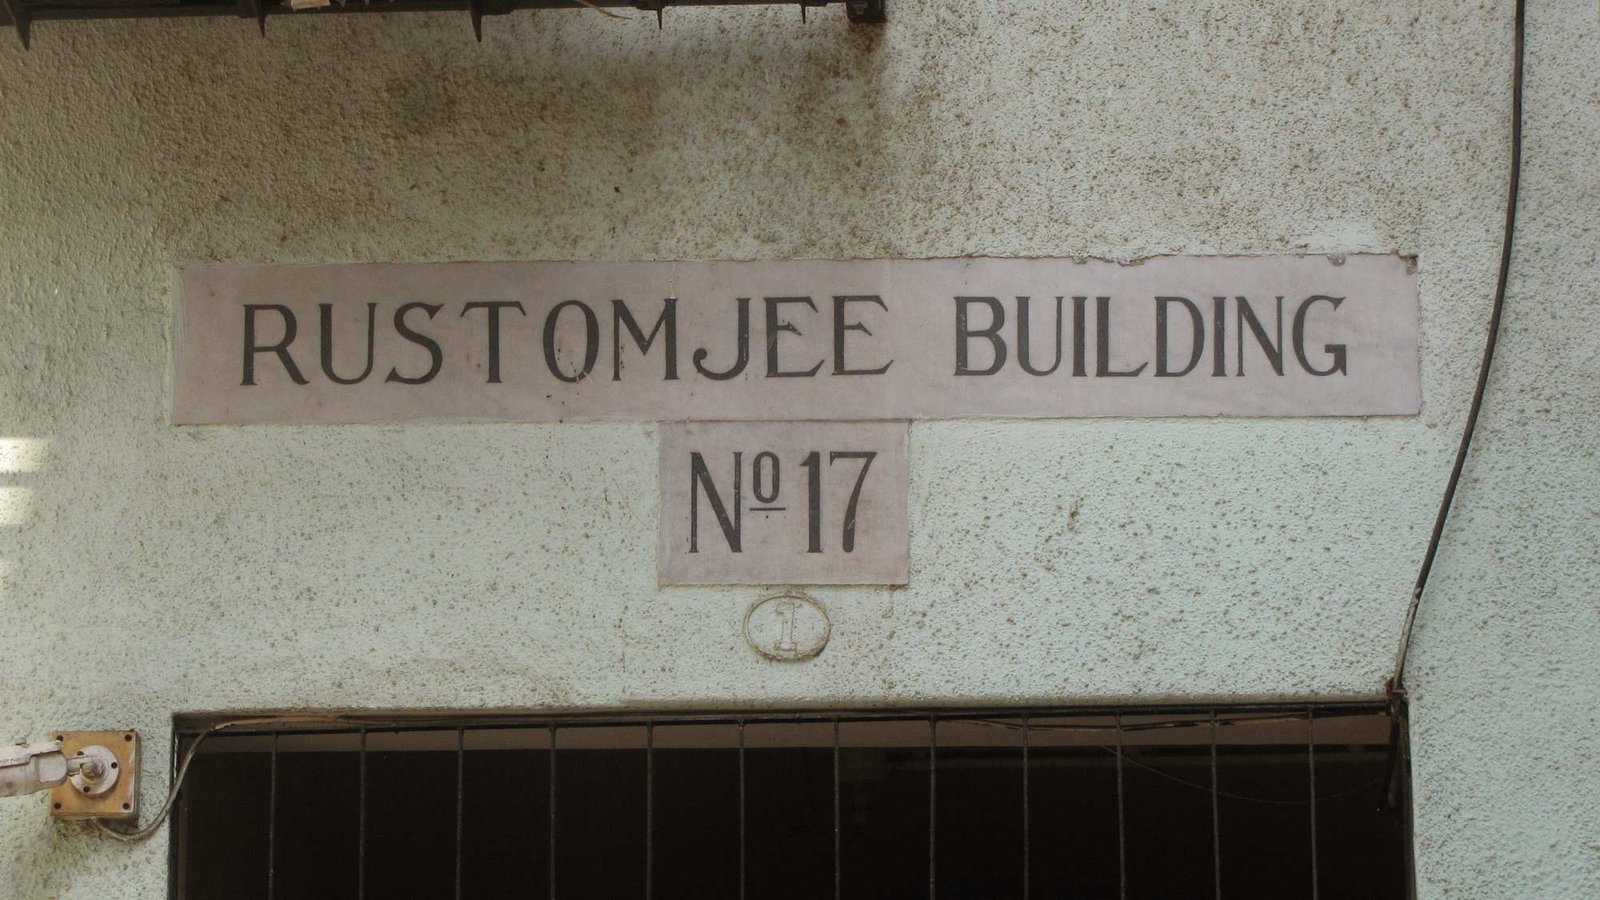 RUSTOMJEE BUILDING
Nº 17
1